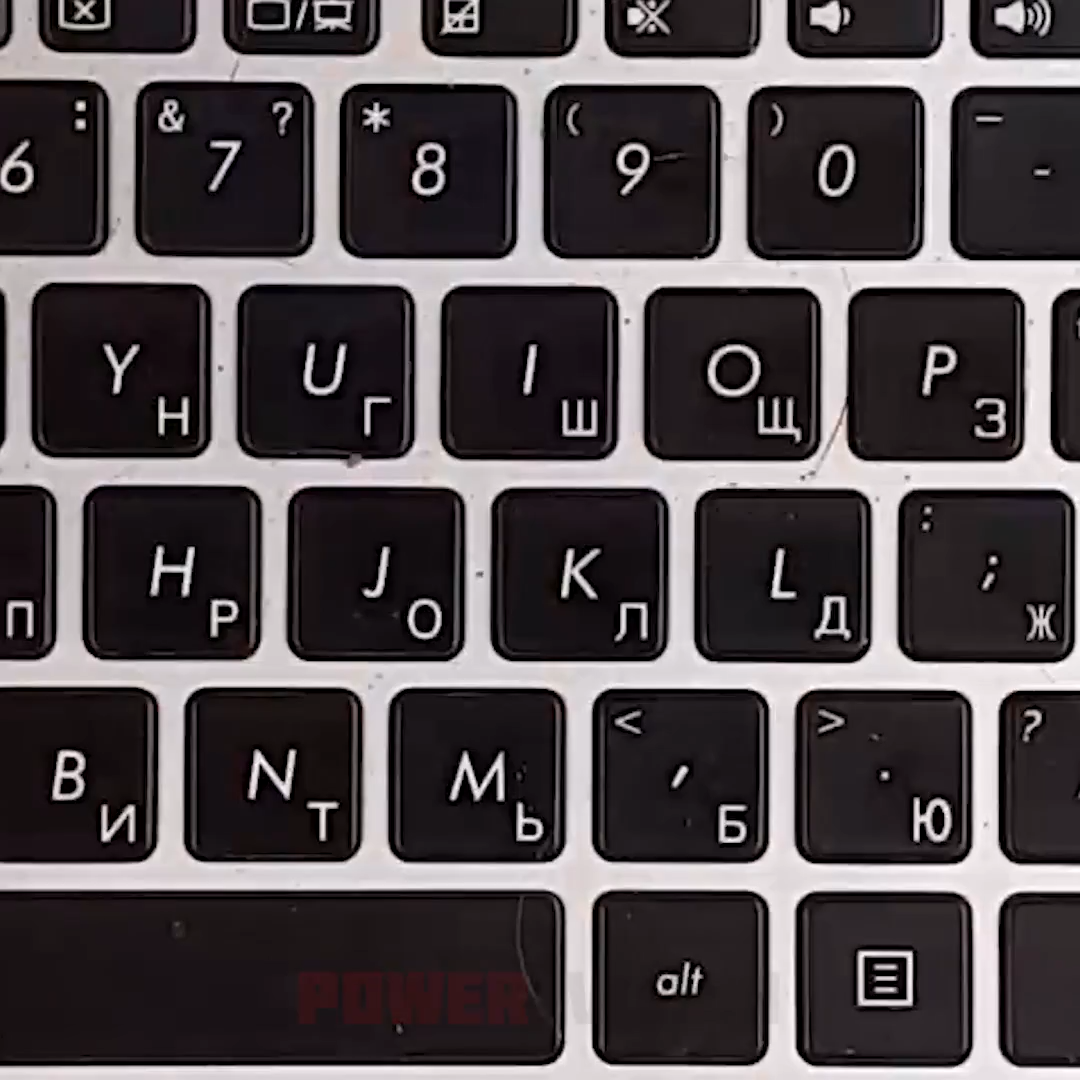 6 :
& 7 ?
* 8
( 9
) 0
— -
Y Н
U Г
I Ш
O Щ
P З
П
H Р
J О
K Л
L Д
: ; Ж
B И
N Т
M Ь
< , Б
> . Ю
?
alt
POWER